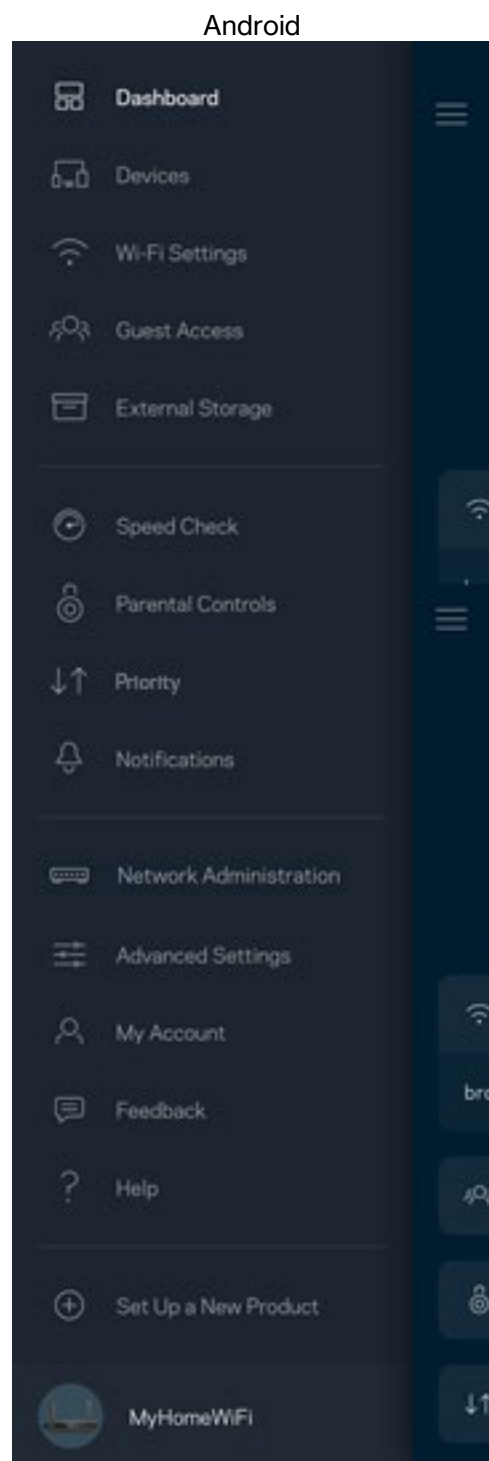 Android
Dashboard
Devices
Wi-Fi Settings
Guest Access
External Storage
Speed Check
Parental Controls
Priority
Notifications
Network Administration
Advanced Settings
My Account
Feedback
Help
Set Up a New Product
MyHomeWiFi
bro